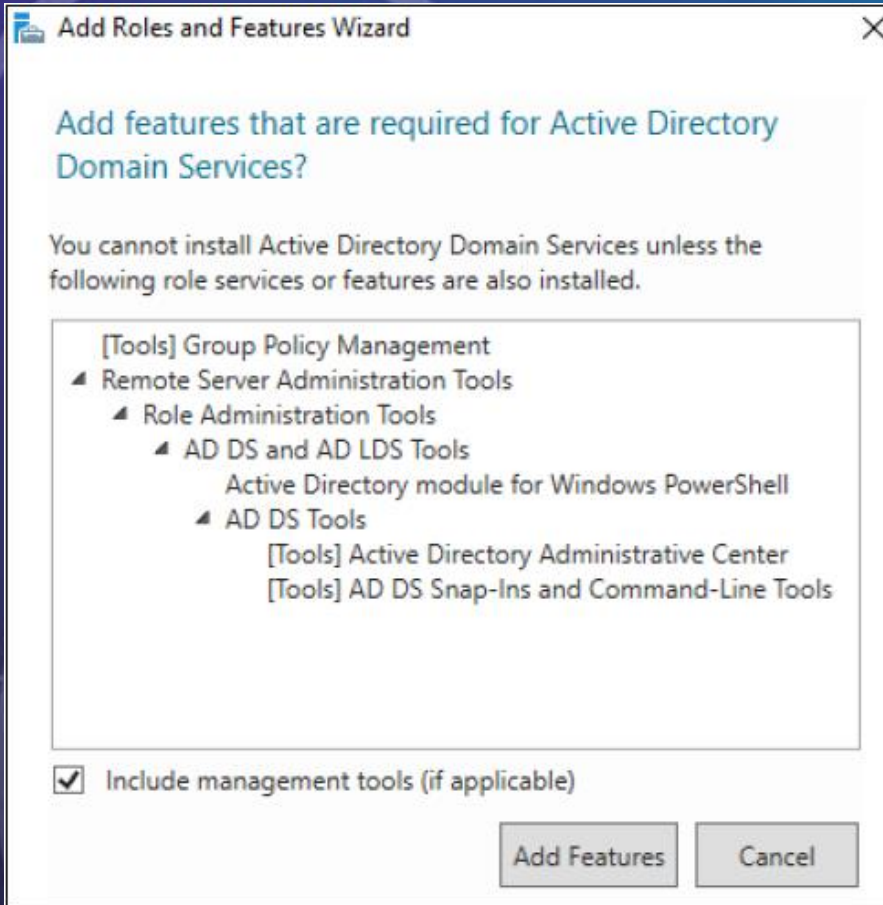 Add Roles and Features Wizard
Add features that are required for Active Directory
Domain Services?
You cannot install Active Directory Domain Services unless the
following role services or features are also installed.
[Tools] Group Policy Management
Remote Server Administration Tools
Role Administration Tools
AD DS and AD LDS Tools
Active Directory module for Windows PowerShell
AD DS Tools
[Tools] Active Directory Administrative Center
[Tools] AD DS Snap-Ins and Command-Line Tools
Include management tools (if applicable)
Add Features
Cancel